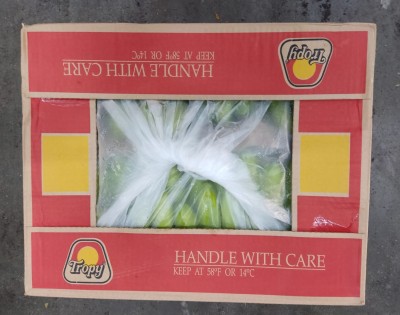 Tropy
KEEP AT 58°F OR 14°C
HANDLE WITH CARE
Tropy
HANDLE WITH CARE
KEEP AT 58°F OR 14°C